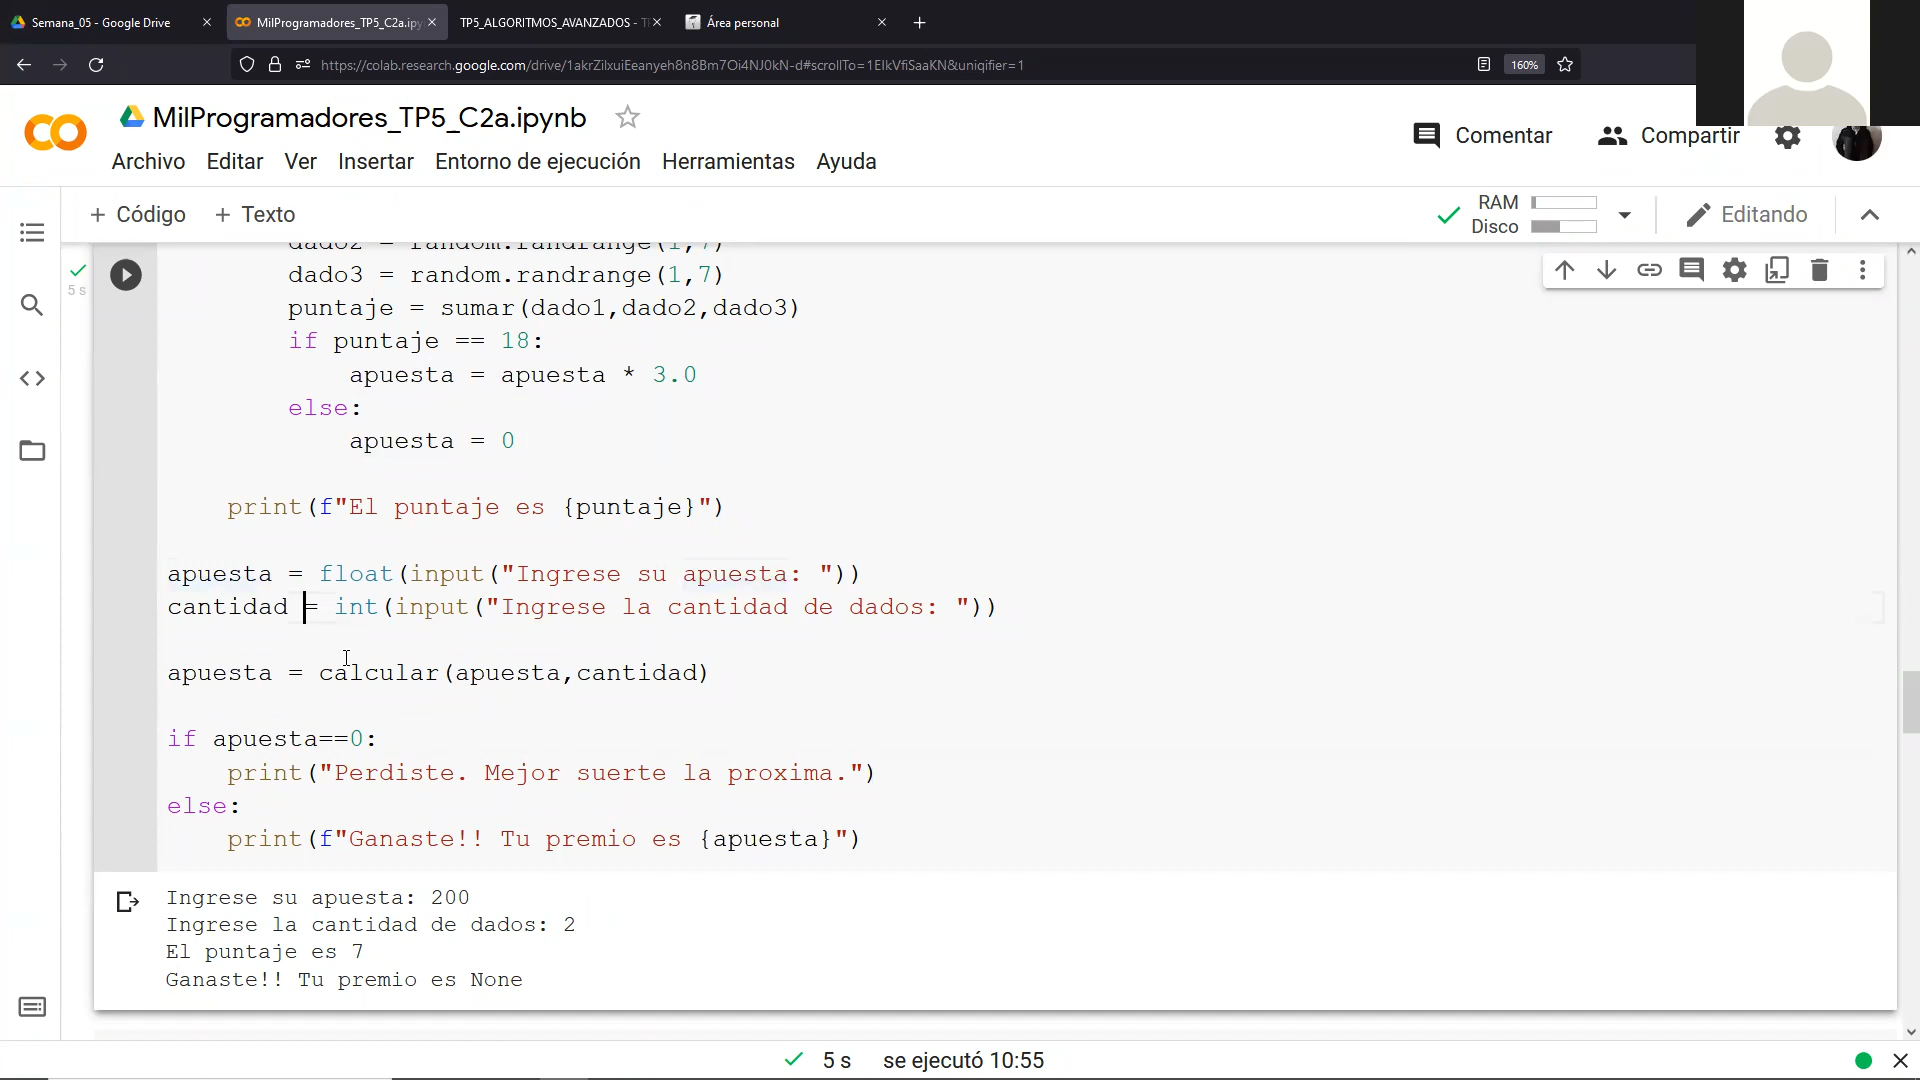 Semana_05 - Google Drive
MilProgramadores_TP5_C2a.ipy
TP5_ALGORITMOS_AVANZADOS - T
Área personal
https://colab.research.google.com/drive/1akrZilxuiEeanyeh8n8Bm7Oi4NJ0kN-d#scrollTo=1EIkVfiSaaKN&uniqifier=1
160%
MilProgramadores_TP5_C2a.ipynb
Comentar
Compartir
Archivo Editar Ver Insertar Entorno de ejecución Herramientas Ayuda
+ Código + Texto
RAM
Disco
Editando
dado2 = random.randrange(1,7)
5 s
dado3 = random.randrange(1,7)
puntaje = sumar(dado1,dado2,dado3)
if puntaje == 18:
apuesta = apuesta * 3.0
else:
apuesta = 0
print(f"El puntaje es {puntaje}")
apuesta = float(input("Ingrese su apuesta: "))
cantidad = int(input("Ingrese la cantidad de dados: "))
apuesta = calcular(apuesta,cantidad)
if apuesta==0:
print("Perdiste. Mejor suerte la proxima.")
else:
print(f"Ganaste!! Tu premio es {apuesta}")
Ingrese su apuesta: 200
Ingrese la cantidad de dados: 2
El puntaje es 7
Ganaste!! Tu premio es None
5 s se ejecutó 10:55